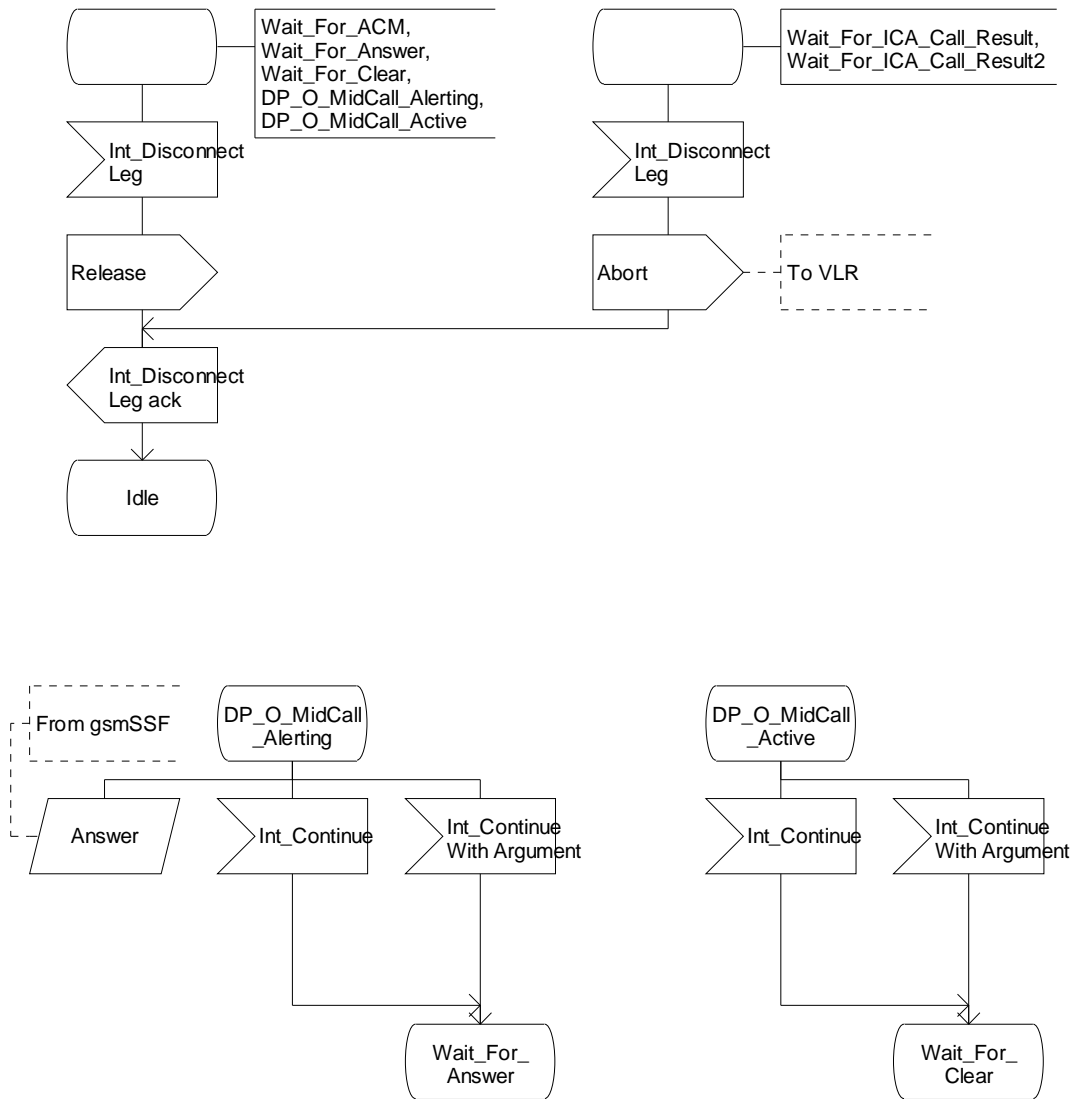 Wait_For_ACM,
Wait_For_Answer,
Wait_For_Clear,
DP_O_MidCall_Alerting,
DP_O_MidCall_Active
Wait_For_ICA_Call_Result,
Wait_For_ICA_Call_Result2
Int_Disconnect
Leg
Int_Disconnect
Leg
Release
Abort
To VLR
Int_Disconnect
Leg ack
Idle
From gsmSSF
DP_O_MidCall
_Alerting
DP_O_MidCall
_Active
Answer
Int_Continue
Int_Continue
With Argument
Int_Continue
Int_Continue
With Argument
Wait_For_
Answer
Wait_For_
Clear